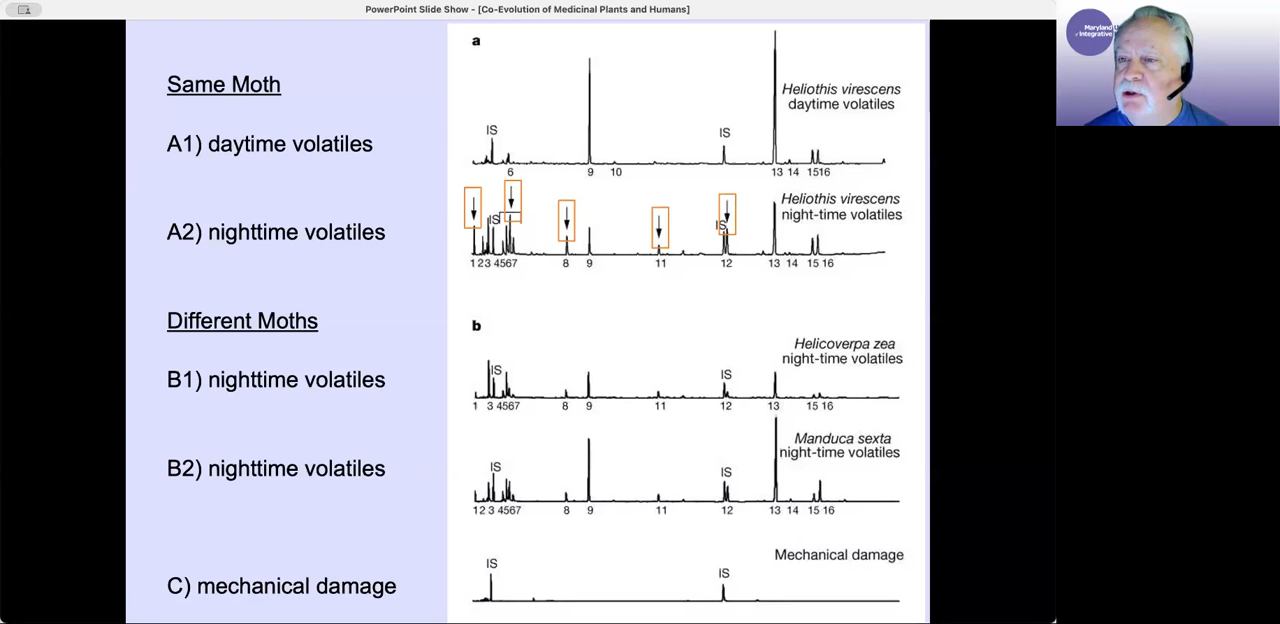 PowerPoint Slide Show - [Co-Evolution of Medicinal Plants and Humans]
Maryland
of Integrative
Same Moth
A1) daytime volatiles
A2) nighttime volatiles
Different Moths
B1) nighttime volatiles
B2) nighttime volatiles
C) mechanical damage
a
Heliothis virescens
daytime volatiles
IS IS
6 9 10 13 14 1516
Heliothis virescens
night-time volatiles
IS IS
1 23 4567 8 9 11 12 13 14 15 16
b
Helicoverpa zea
night-time volatiles
IS IS
1 3 4567 8 9 11 12 13 15 16
Manduca sexta
night-time volatiles
IS IS
12 3 4567 8 9 11 12 13 14 15 16
Mechanical damage
IS IS